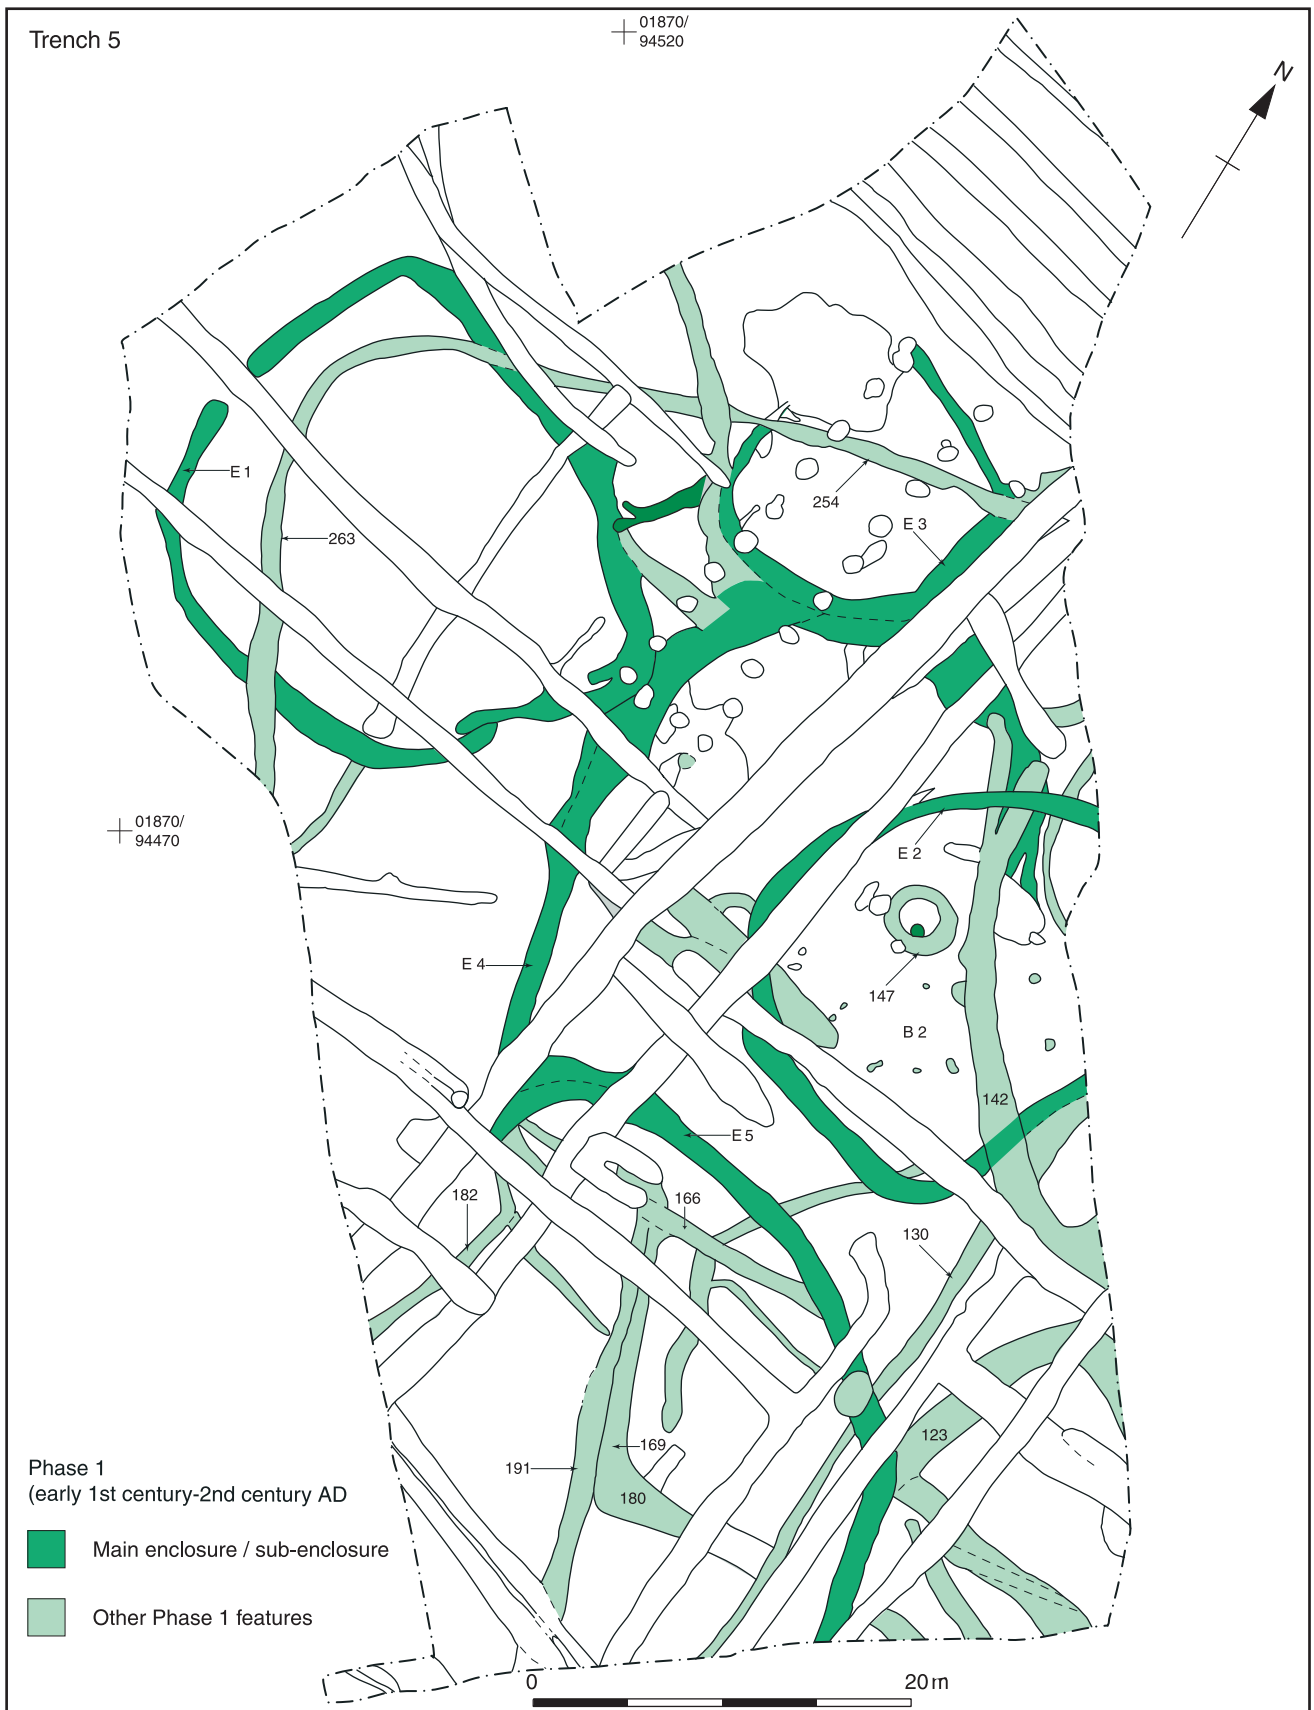 Trench 5
01870/
94520
N
E 1
263
254
E 3
01870/
94470
E 2
E 4
147
B 2
142
E 5
182
166
130
123
169
191
180
Phase 1
(early 1st century-2nd century AD
Main enclosure / sub-enclosure
Other Phase 1 features
0 20 m